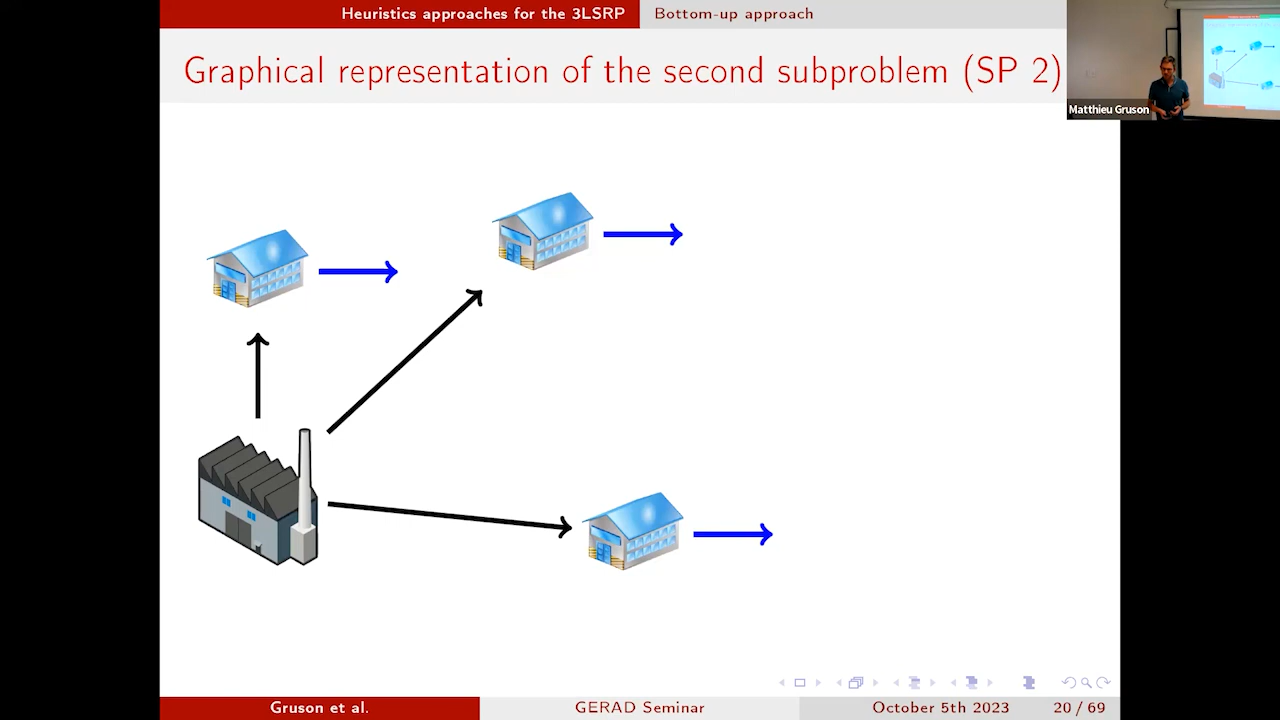 Heuristics approaches for the 3LSRP Bottom-up approach
Graphical representation of the second subproblem (SP 2)
Matthieu Gruson
Gruson et al. GERAD Seminar October 5th 2023 20 / 69